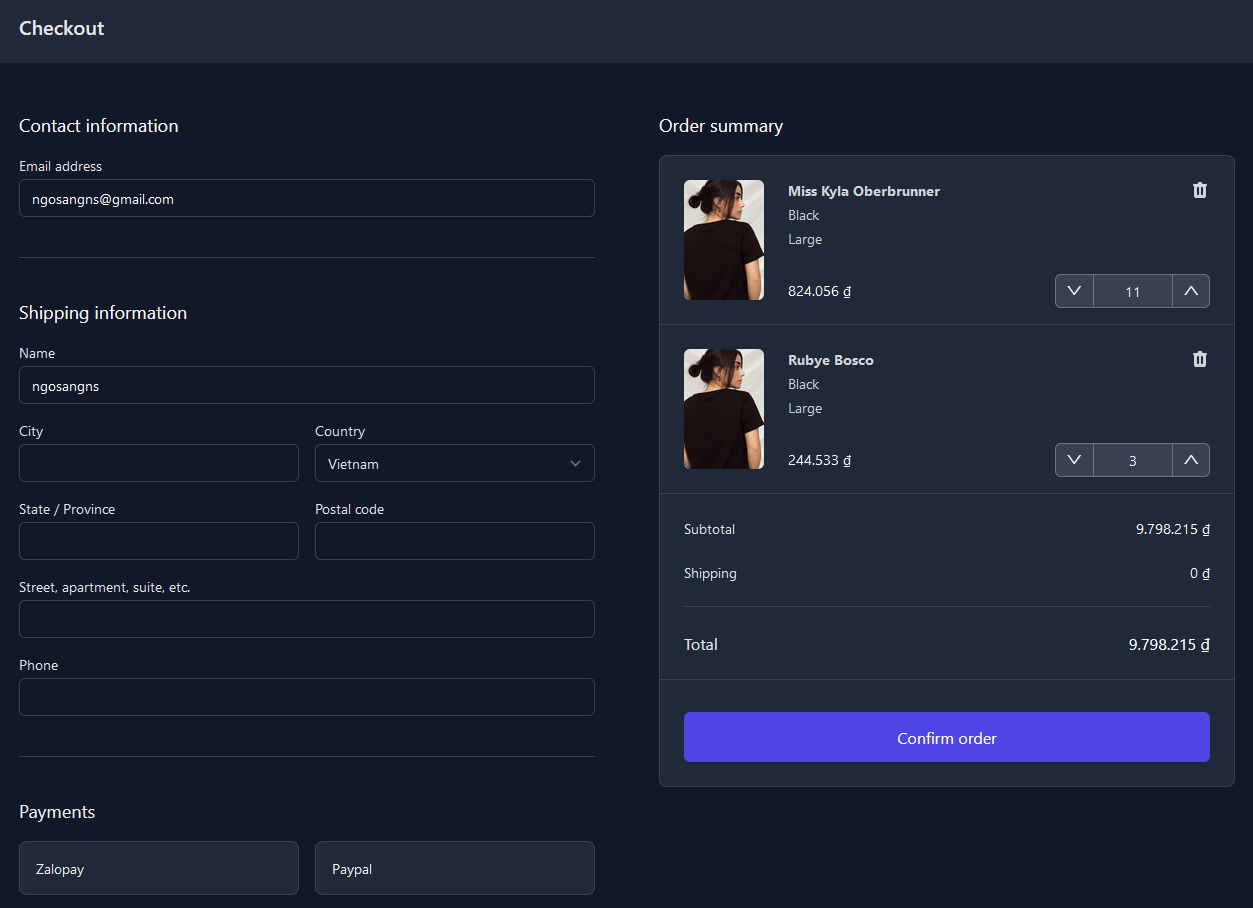 Checkout
Contact information
Email address
ngosangns@gmail.com
Shipping information
Name
ngosangns
City
Country
Vietnam
State / Province
Postal code
Street, apartment, suite, etc.
Phone
Payments
Zalopay
Paypal
Order summary
Miss Kyla Oberbrunner
Black
Large
824.056 ₫
11
Rubye Bosco
Black
Large
244.533 ₫
3
Subtotal
9.798.215 ₫
Shipping
0 ₫
Total
9.798.215 ₫
Confirm order